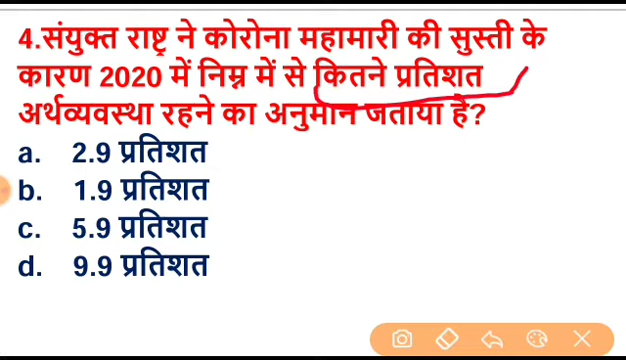 4.संयुक्त राष्ट्र ने कोरोना महामारी की सुस्ती के
कारण 2020 में निम्न में से कितने प्रतिशत
अर्थव्यवस्था रहने का अनुमान जताया है?
a. 2.9 प्रतिशत
b. 1.9 प्रतिशत
c. 5.9 प्रतिशत
d. 9.9 प्रतिशत